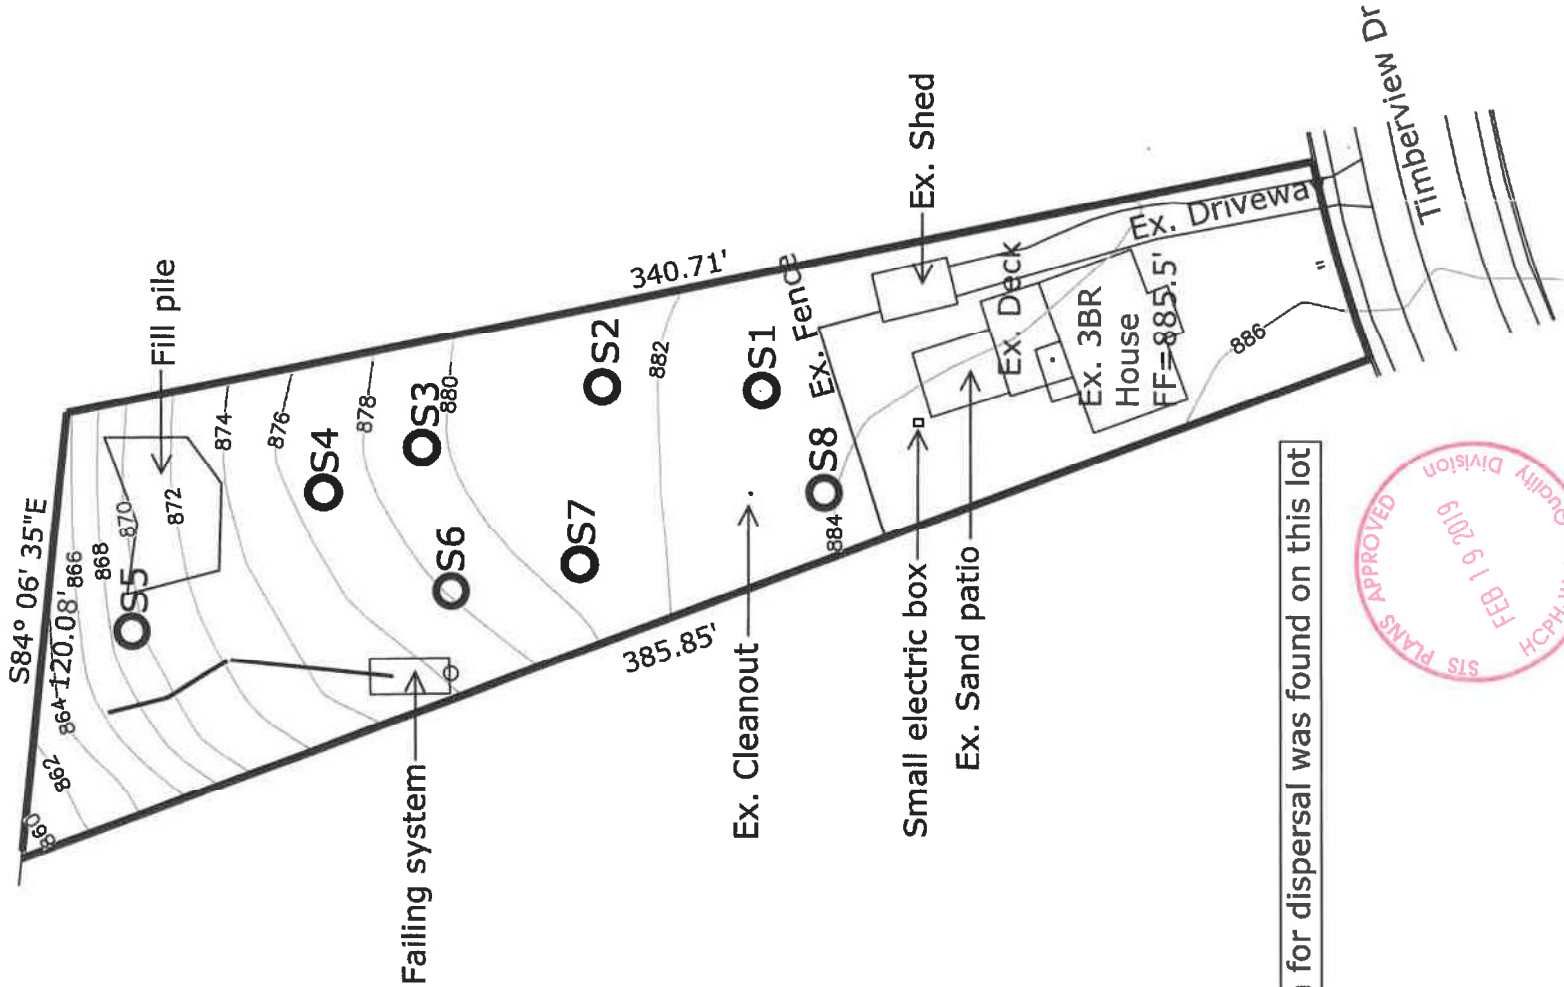 S84° 06' 35"E
120.08'
Fill pile
860
862
864
866
868
870
872
874
876
878
880
882
884
886
S5
S4
S3
S6
S2
S7
S1
S8
340.71'
385.85'
Failing system
Ex. Cleanout
Ex. Fence
Ex. Shed
Small electric box
Ex. Sand patio
Ex. Deck
Ex. 3BR
House
FF=885.5'
Ex. Driveway
Timberview Dr
for dispersal was found on this lot
STS PLANS APPROVED
FEB 19 2019
HCPH
Quality Division